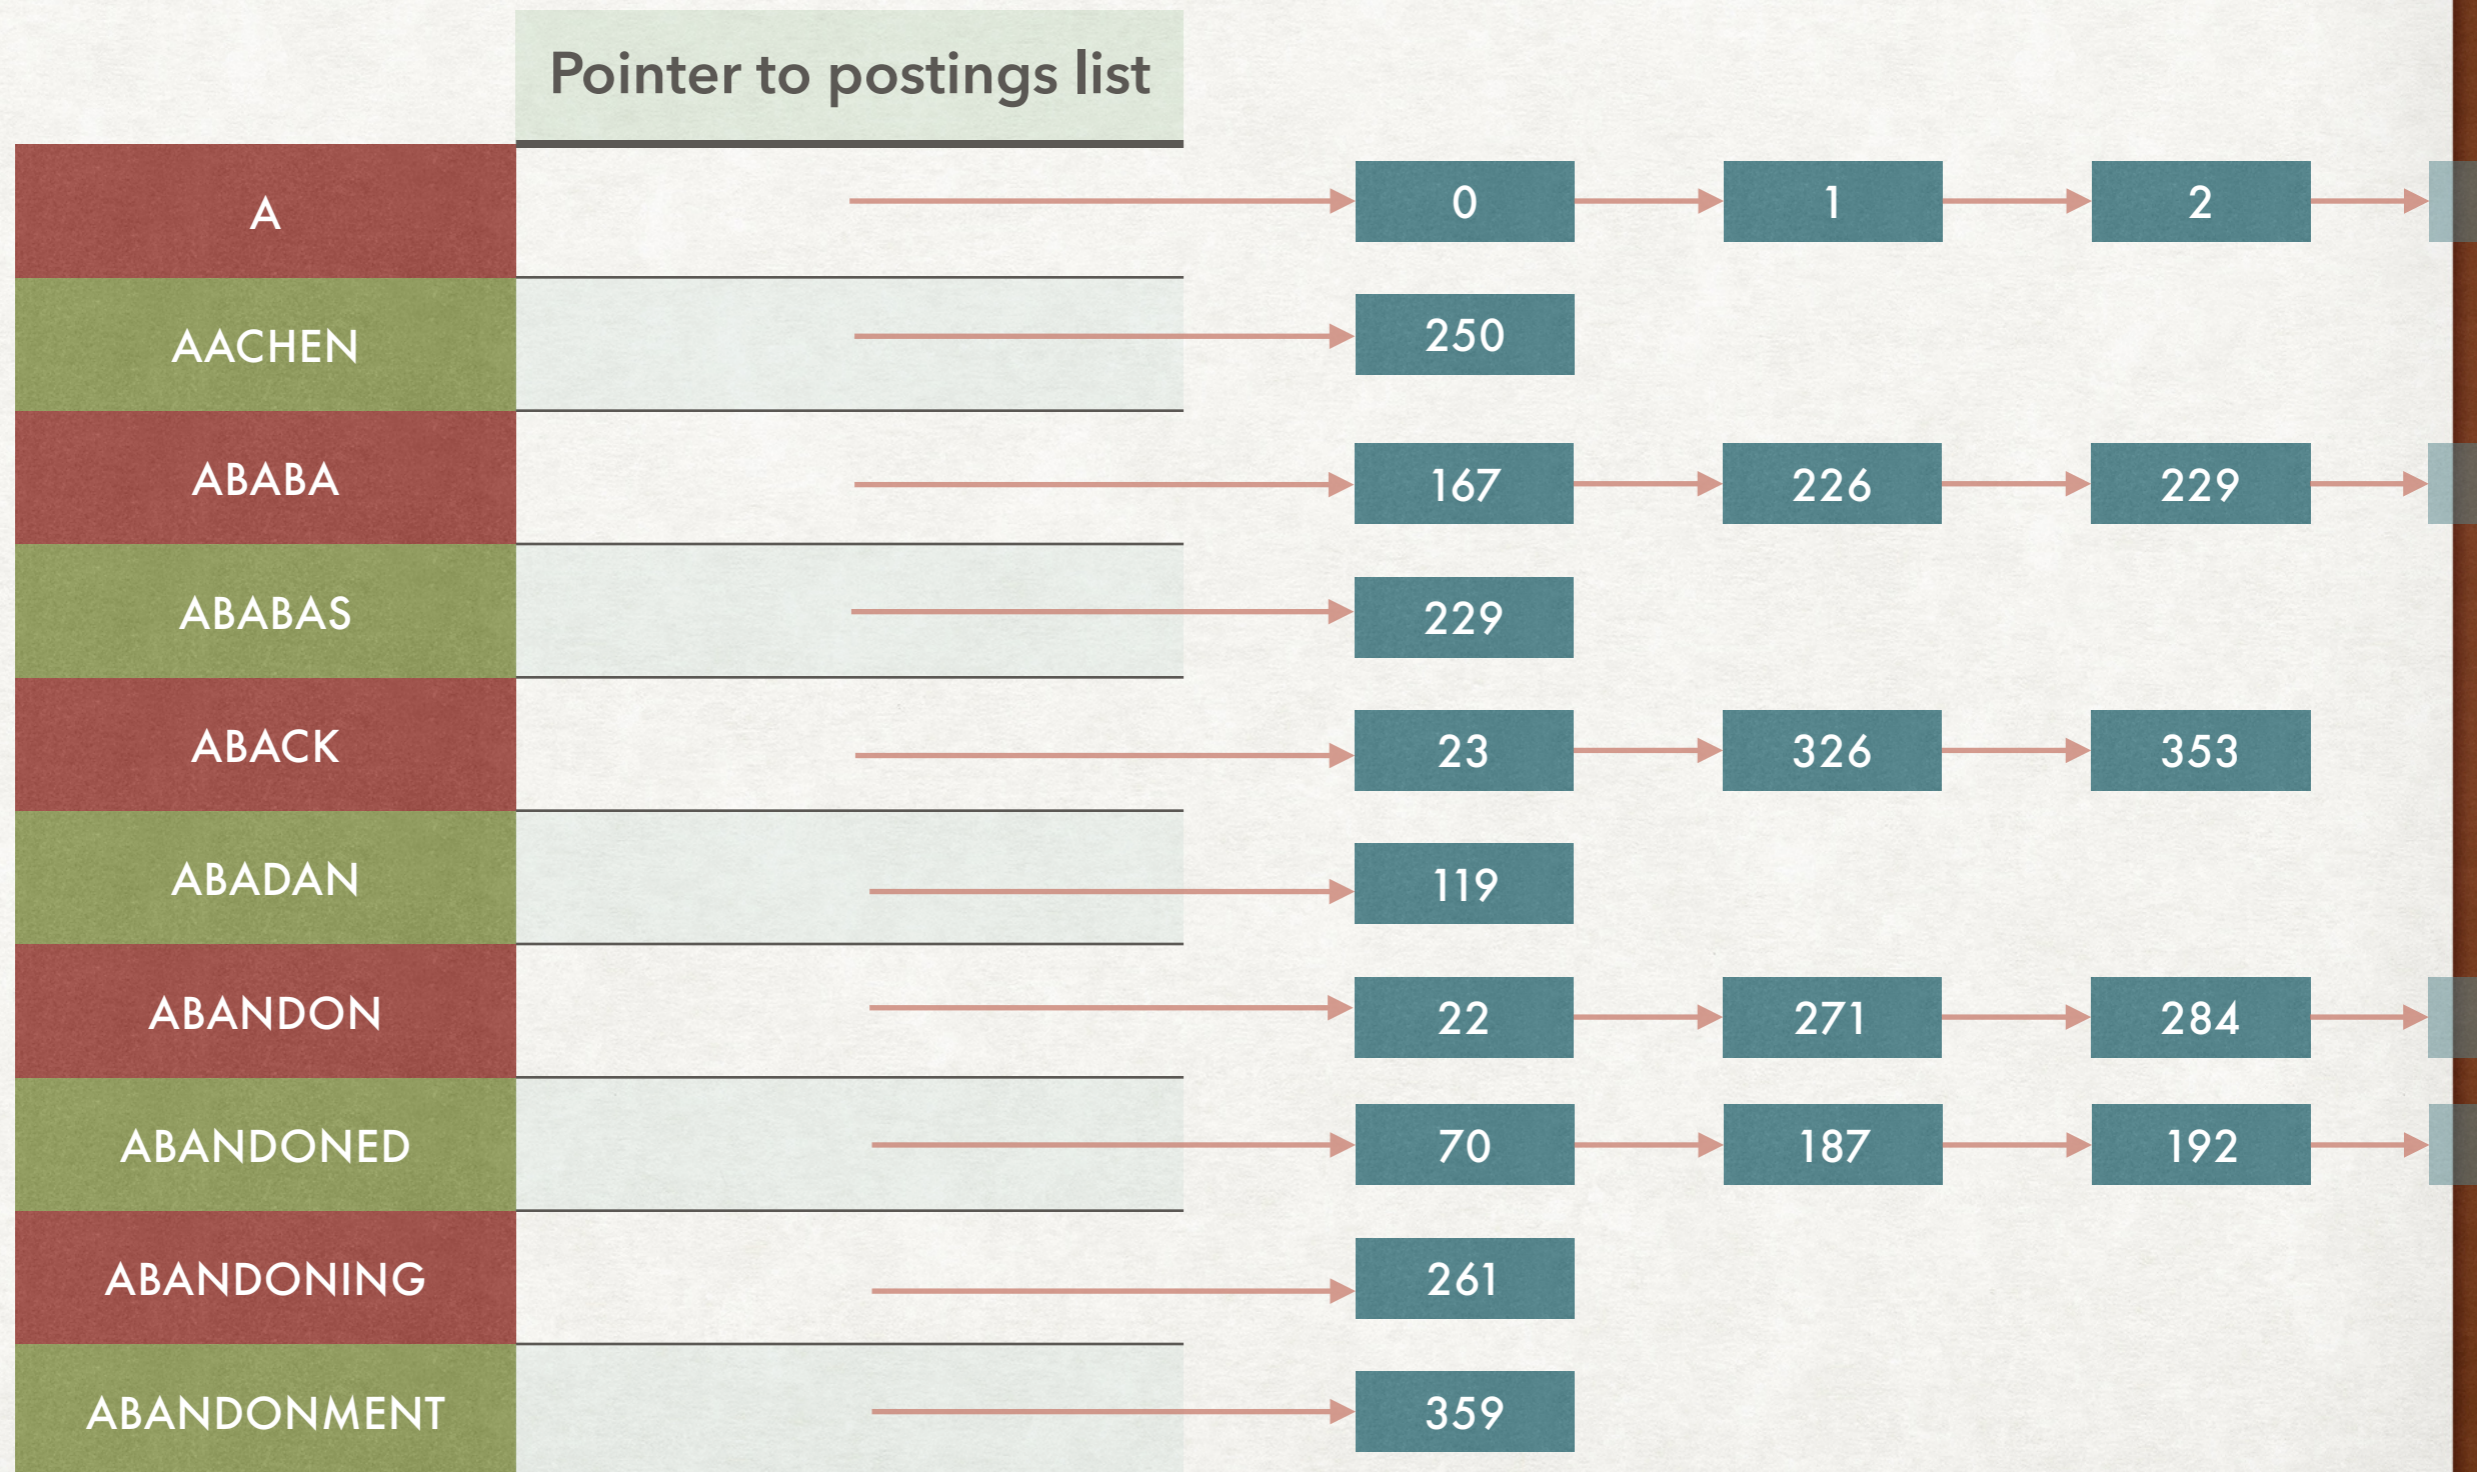 Pointer to postings list
A 0 1 2
AACHEN 250
ABABA 167 226 229
ABABAS 229
ABACK 23 326 353
ABADAN 119
ABANDON 22 271 284
ABANDONED 70 187 192
ABANDONING 261
ABANDONMENT 359